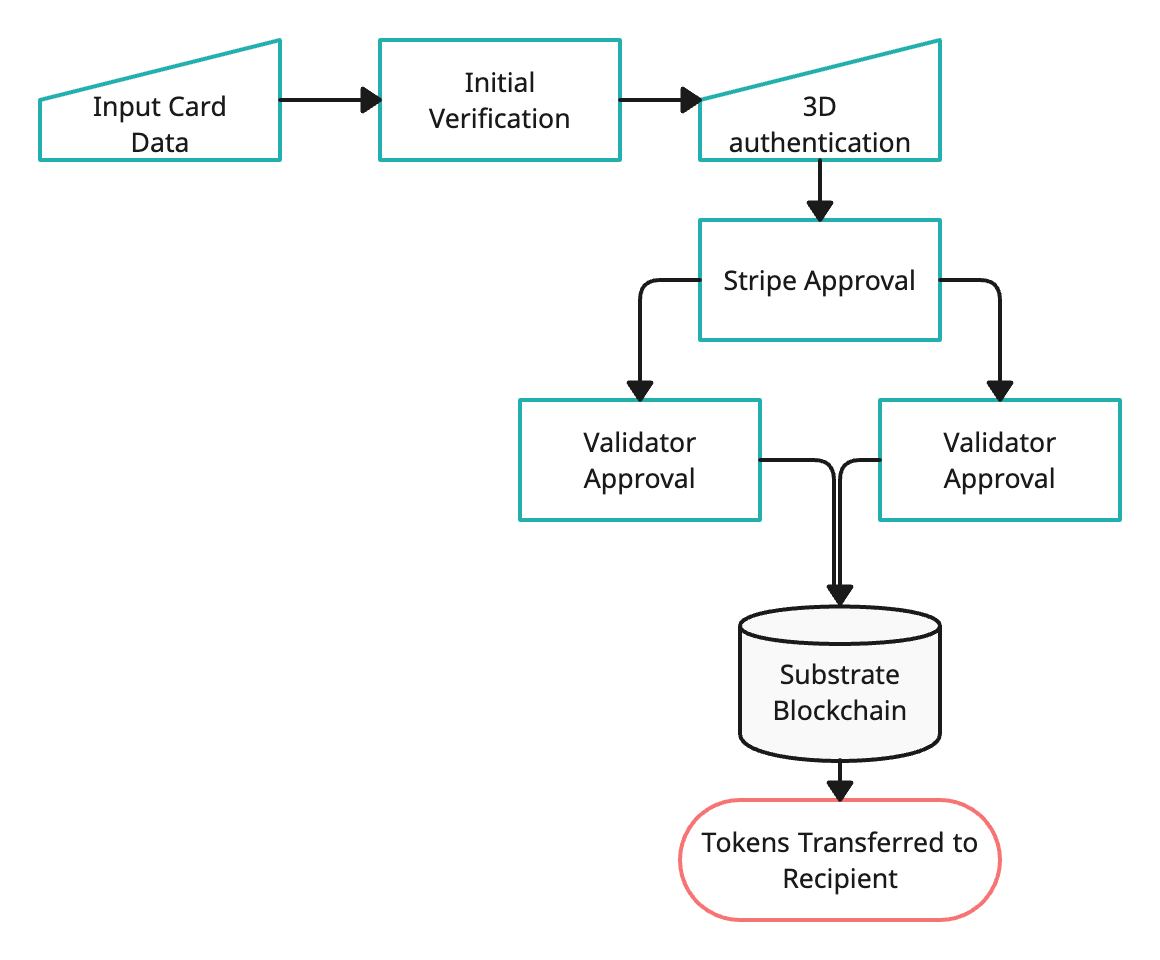 Input Card
Data
Initial
Verification
3D
authentication
Stripe Approval
Validator
Approval
Validator
Approval
Substrate
Blockchain
Tokens Transferred to
Recipient